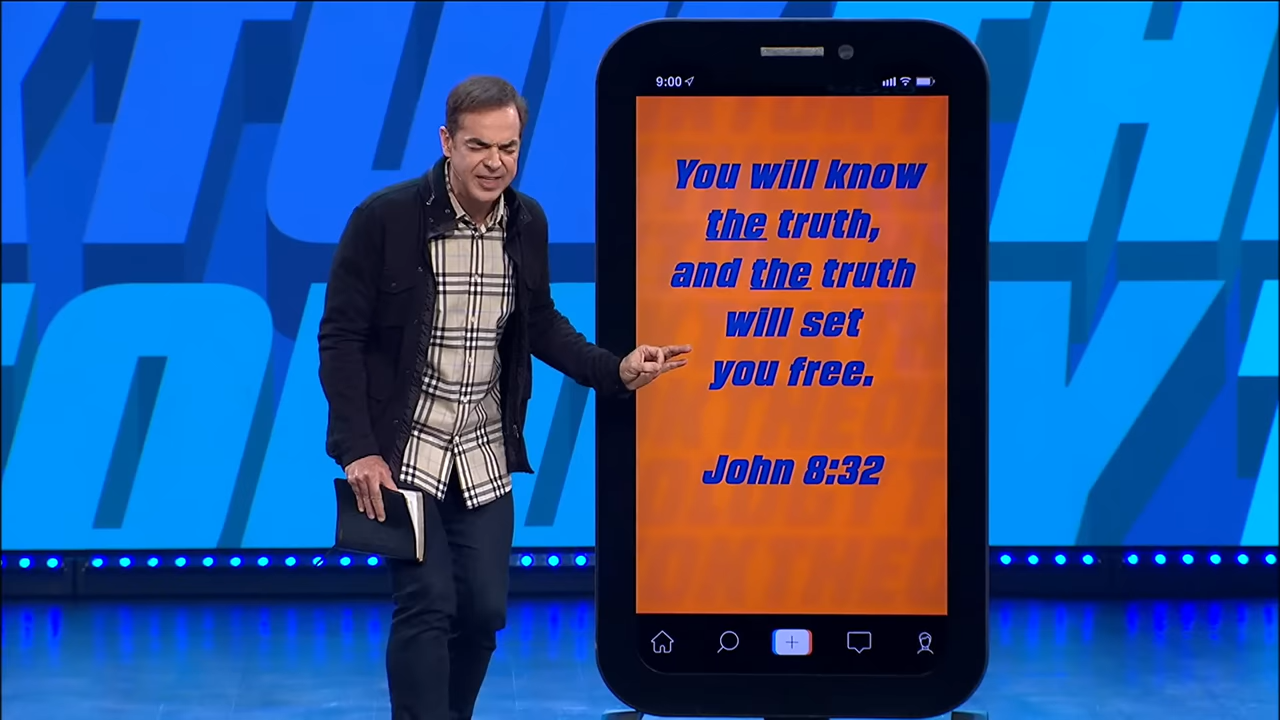 9:00
You will know
the truth,
and the truth
will set
you free.
John 8:32